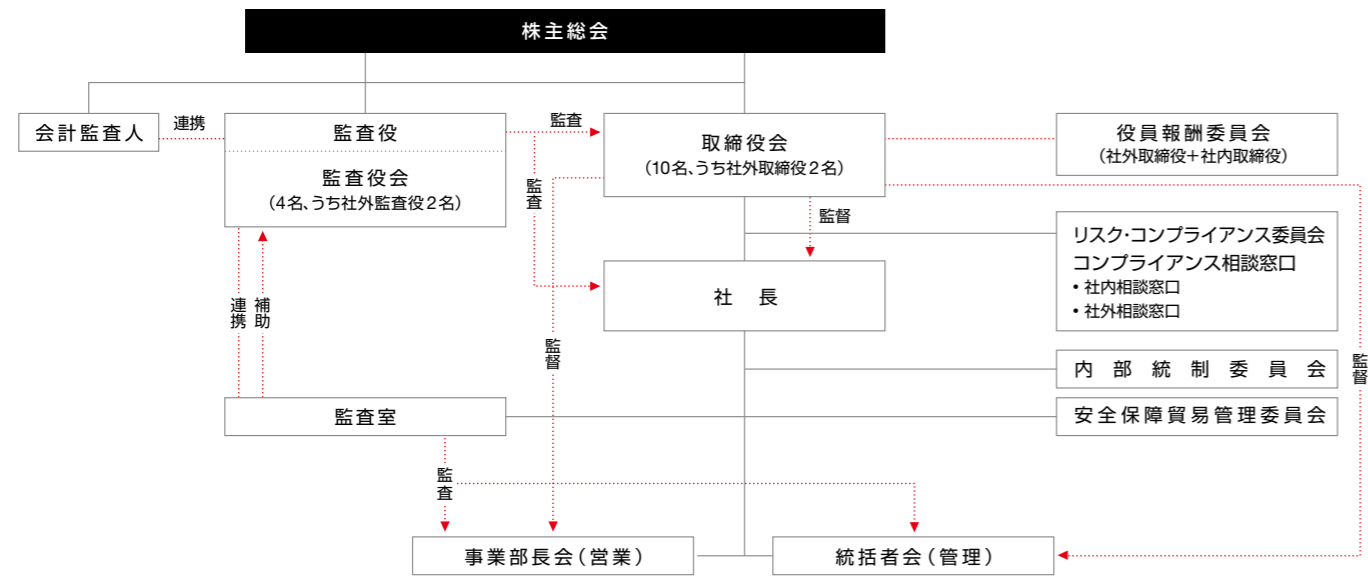 株主総会
会計監査人
連携
監査役
監査役会
(4名、うち社外監査役2名)
監査
監査
取締役会
(10名、うち社外取締役2名)
役員報酬委員会
(社外取締役+社内取締役)
監督
リスク・コンプライアンス委員会
コンプライアンス相談窓口
• 社内相談窓口
• 社外相談窓口
社 長
連携
補助
監督
監督
内部統制委員会
監査室
安全保障貿易管理委員会
監査
事業部長会(営業)
統括者会(管理)